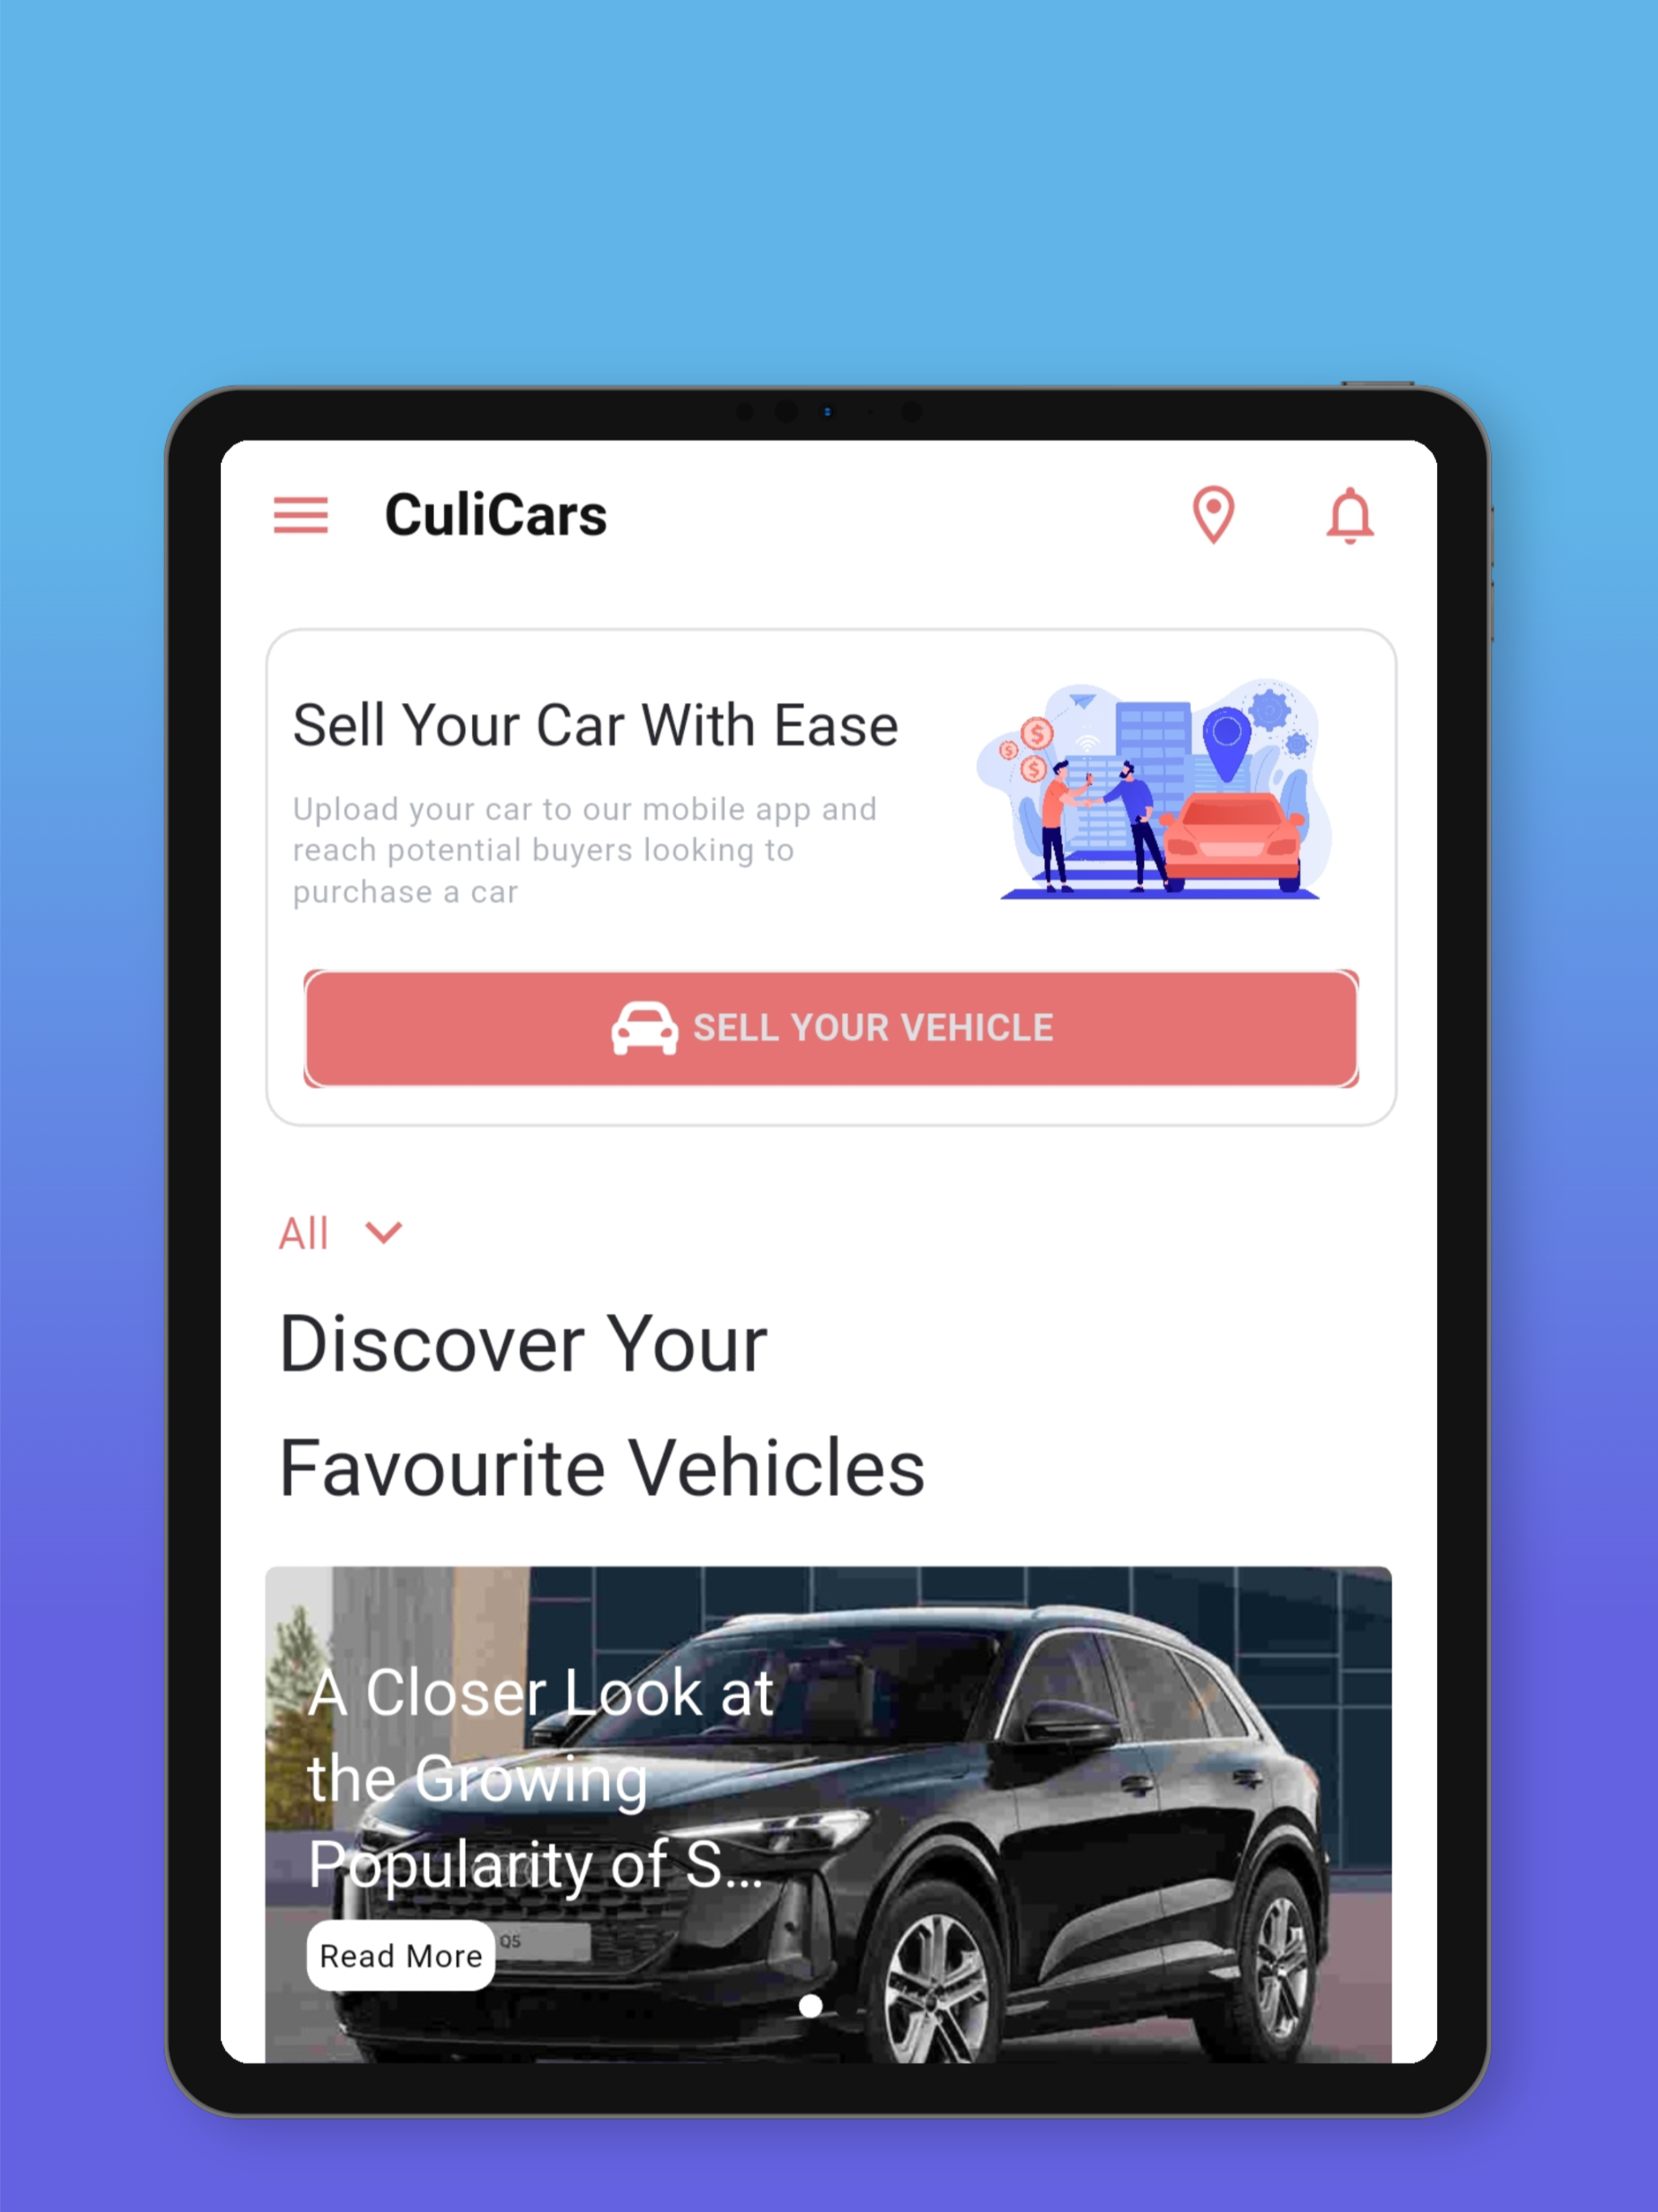 CuliCars
Sell Your Car With Ease
Upload your car to our mobile app and
reach potential buyers looking to
purchase a car
SELL YOUR VEHICLE
All
Discover Your
Favourite Vehicles
A Closer Look at
the Growing
Popularity of S...
Read More
Q5